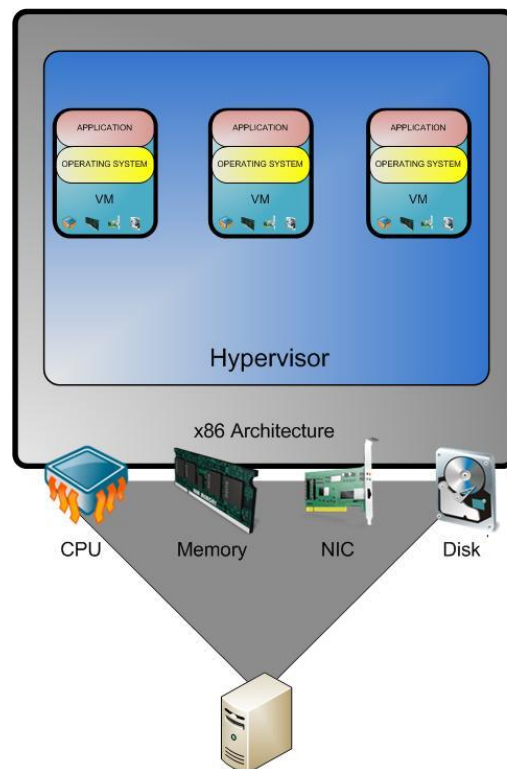 APPLICATION APPLICATION APPLICATION
OPERATING SYSTEM OPERATING SYSTEM OPERATING SYSTEM
VM VM VM
Hypervisor
x86 Architecture
CPU Memory NIC Disk